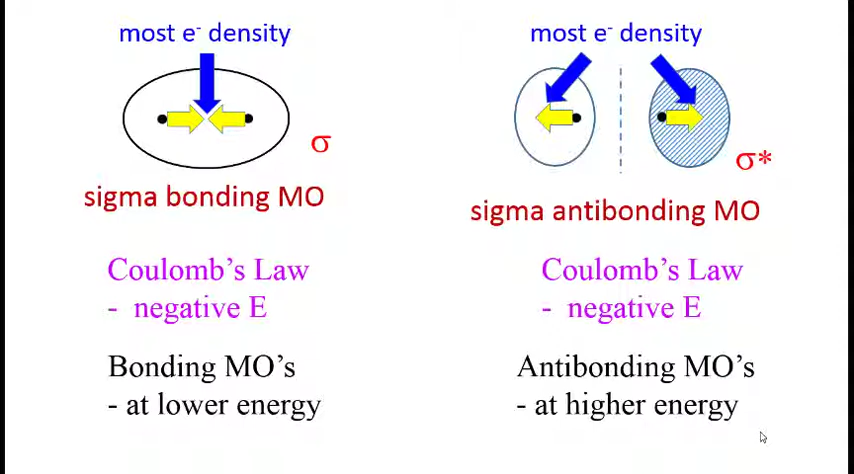 most e⁻ density
σ
sigma bonding MO
Coulomb's Law
- negative E
Bonding MO's
- at lower energy
most e⁻ density
σ*
sigma antibonding MO
Coulomb's Law
- negative E
Antibonding MO's
- at higher energy